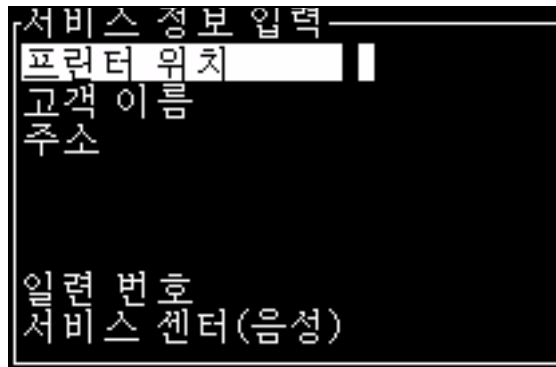 서비스 정보 입력
프린터 위치
고객 이름
주소
일련 번호
서비스 센터(음성)